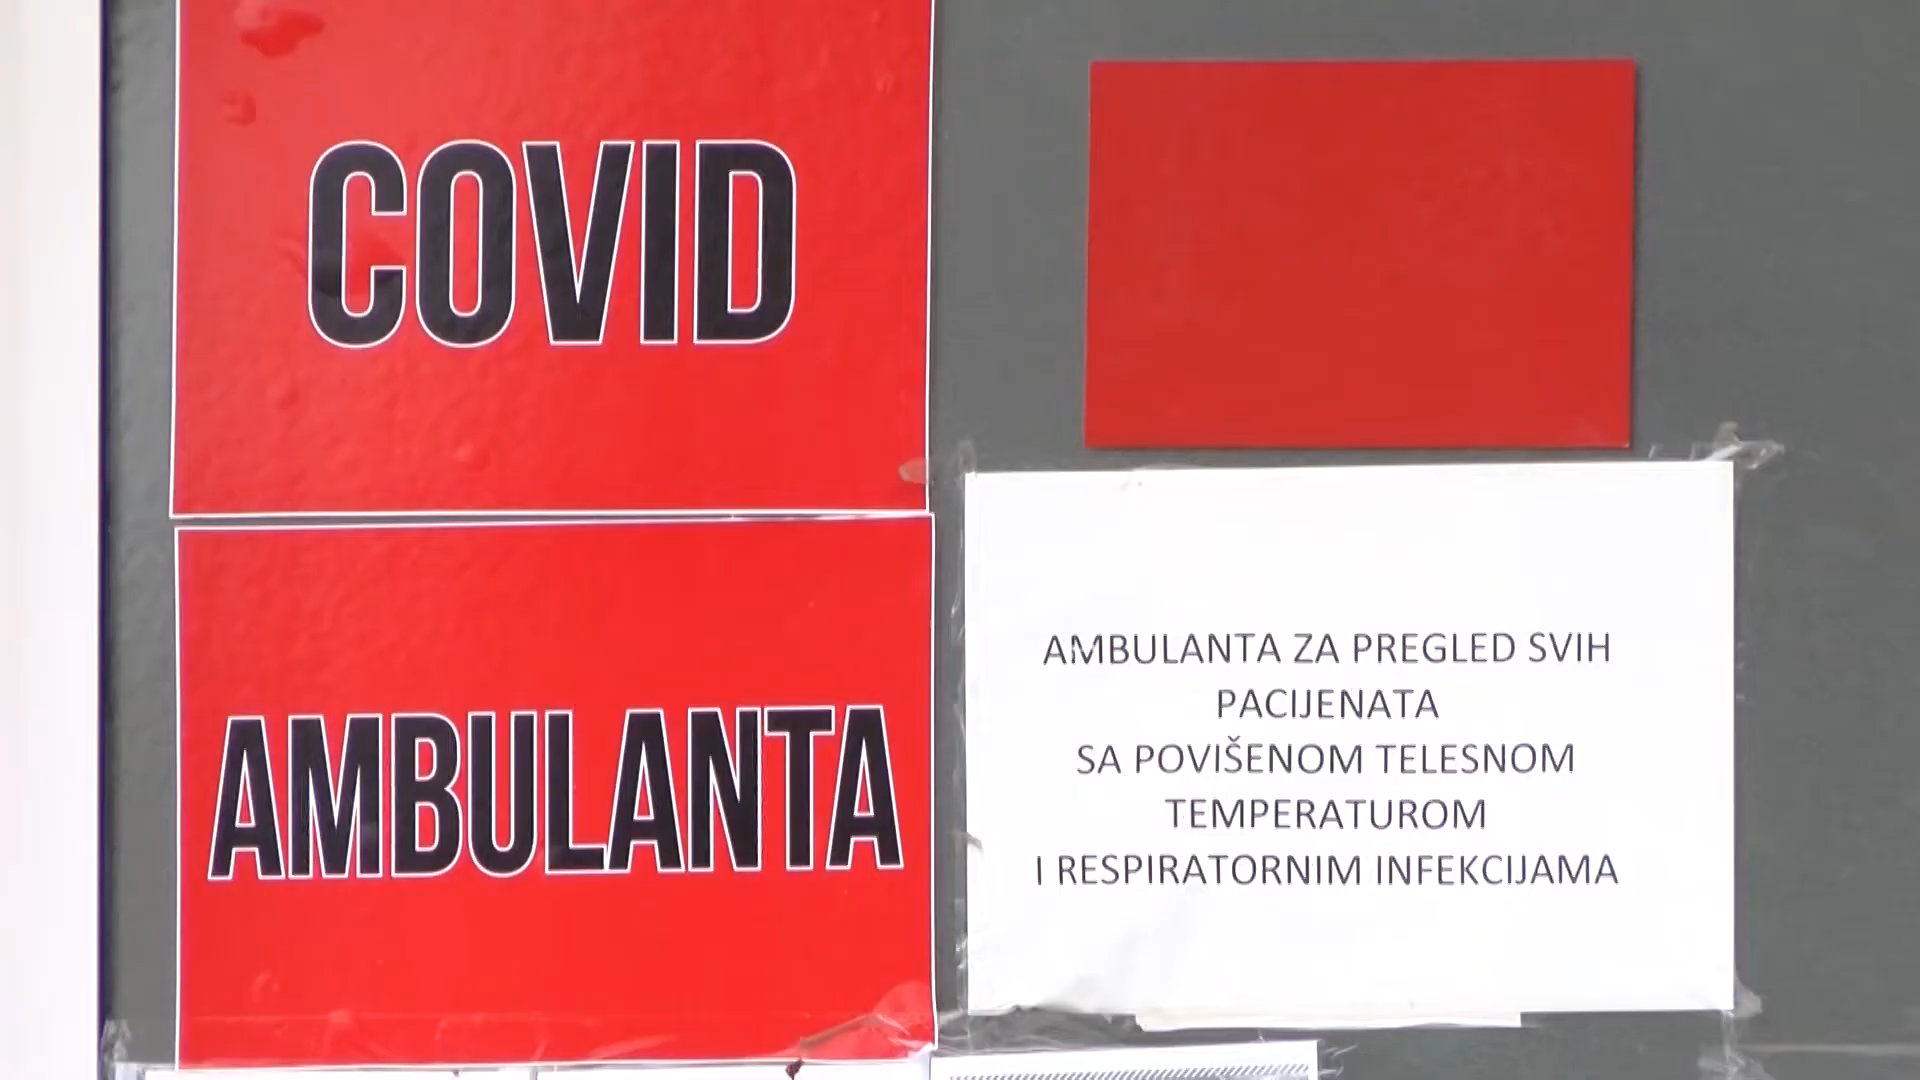 COVID
AMBULANTA
AMBULANTA ZA PREGLED SVIH
PACIJENATA
SA POVIŠENOM TELESNOM
TEMPERATUROM
I RESPIRATORNIM INFEKCIJAMA